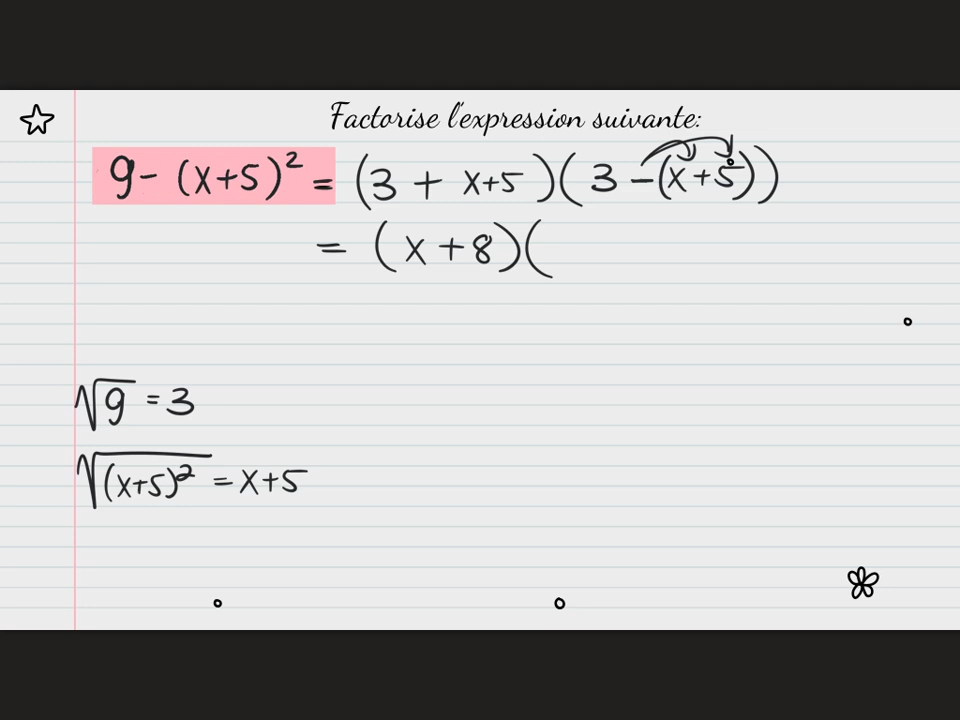 Factorise l'expression suivante:
9 - (x+5)² = (3 + x+5)(3 -(x+5))
= (x+8)(
√9 = 3
√(x+5)² = x+5